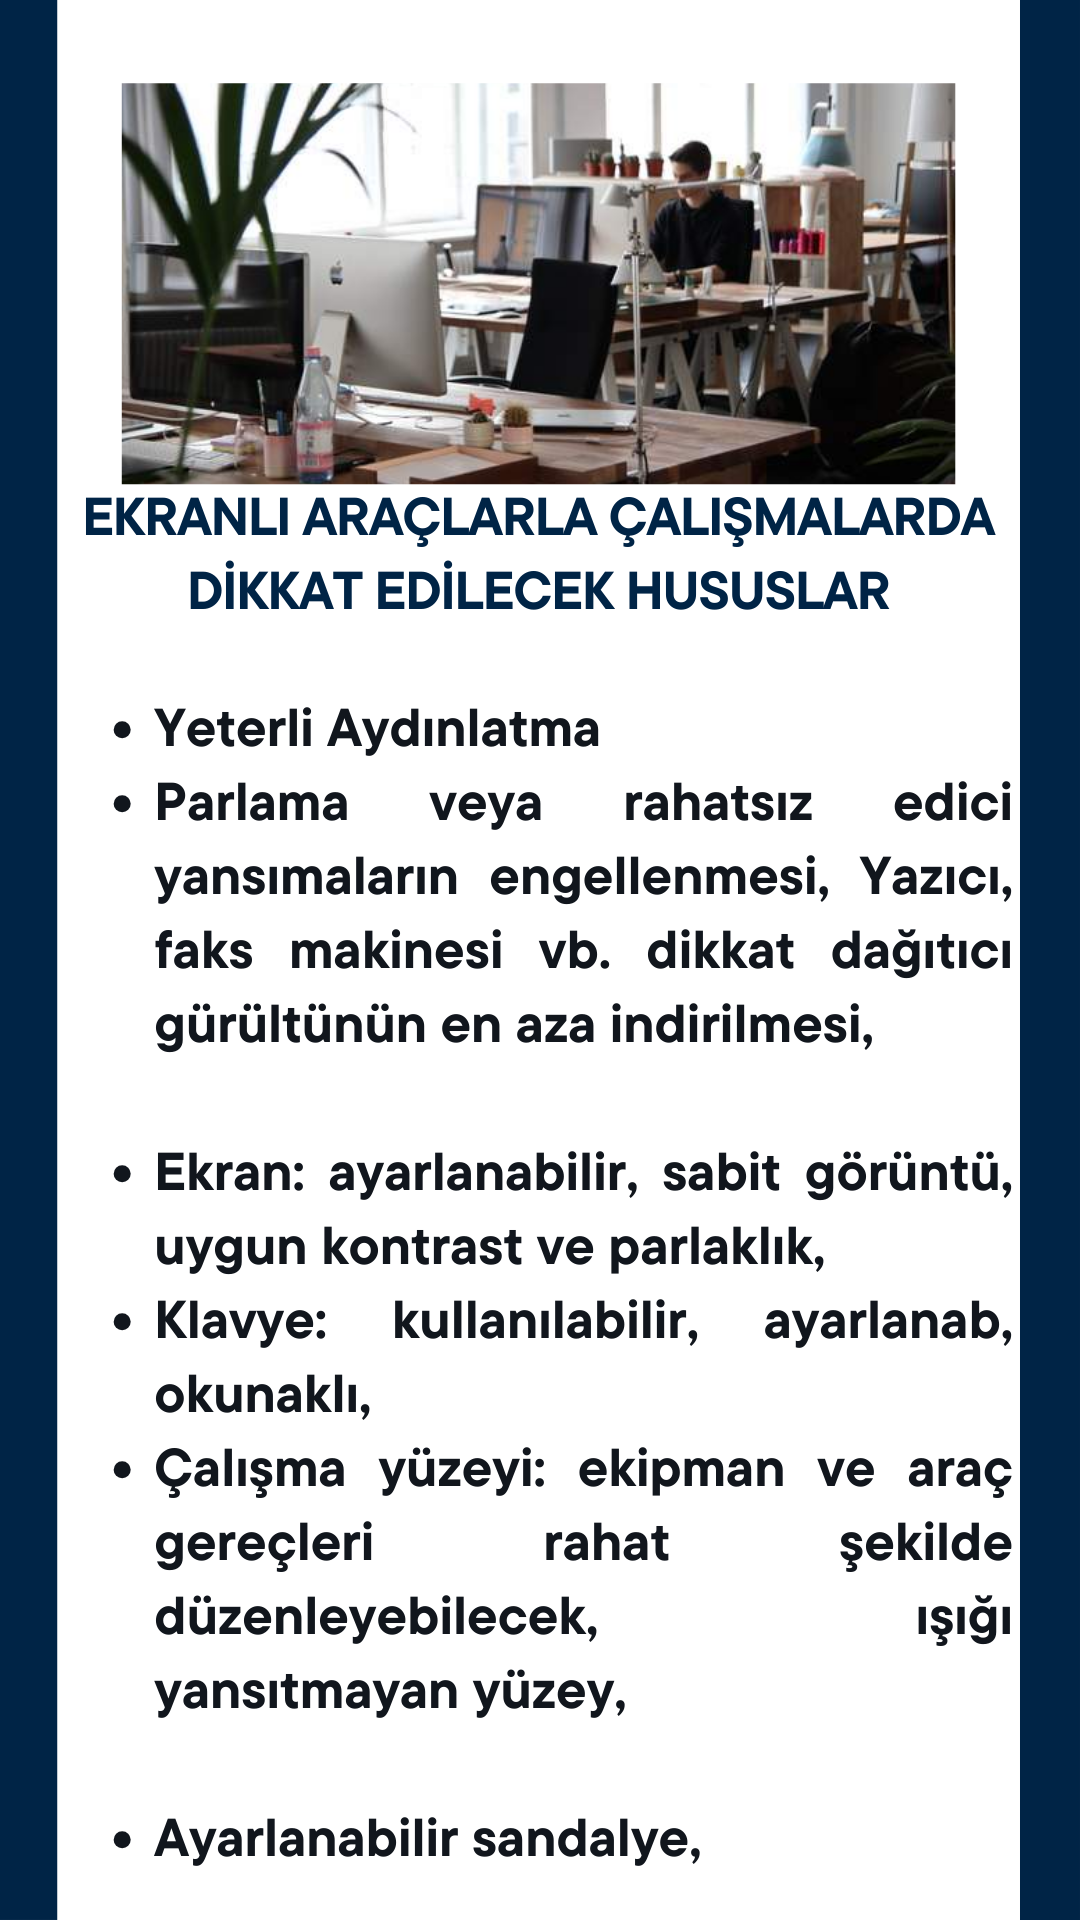 EKRANLI ARAÇLARLA ÇALIŞMALARDA
DİKKAT EDİLECEK HUSUSLAR
• Yeterli Aydınlatma
• Parlama veya rahatsız edici
yansımaların engellenmesi, Yazıcı,
faks makinesi vb. dikkat dağıtıcı
gürültünün en aza indirilmesi,
• Ekran: ayarlanabilir, sabit görüntü,
uygun kontrast ve parlaklık,
• Klavye: kullanılabilir, ayarlanab,
okunaklı,
• Çalışma yüzeyi: ekipman ve araç
gereçleri rahat şekilde
düzenleyebilecek, ışığı
yansıtmayan yüzey,
• Ayarlanabilir sandalye,